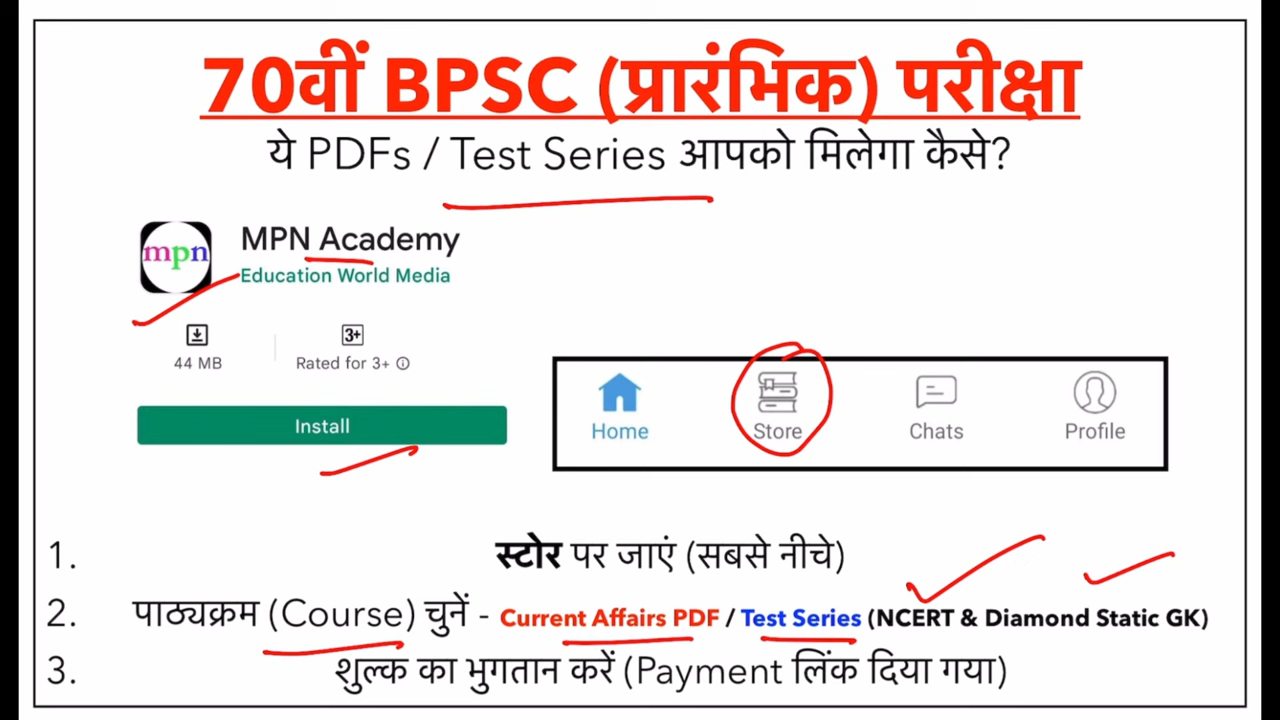 70वीं BPSC (प्रारंभिक) परीक्षा
ये PDFs / Test Series आपको मिलेगा कैसे?
mpn
MPN Academy
Education World Media
3+
44 MB
Rated for 3+
Install
Home
Store
Chats
Profile
1. स्टोर पर जाएं (सबसे नीचे)
2. पाठ्यक्रम (Course) चुनें - Current Affairs PDF / Test Series (NCERT & Diamond Static GK)
3. शुल्क का भुगतान करें (Payment लिंक दिया गया)